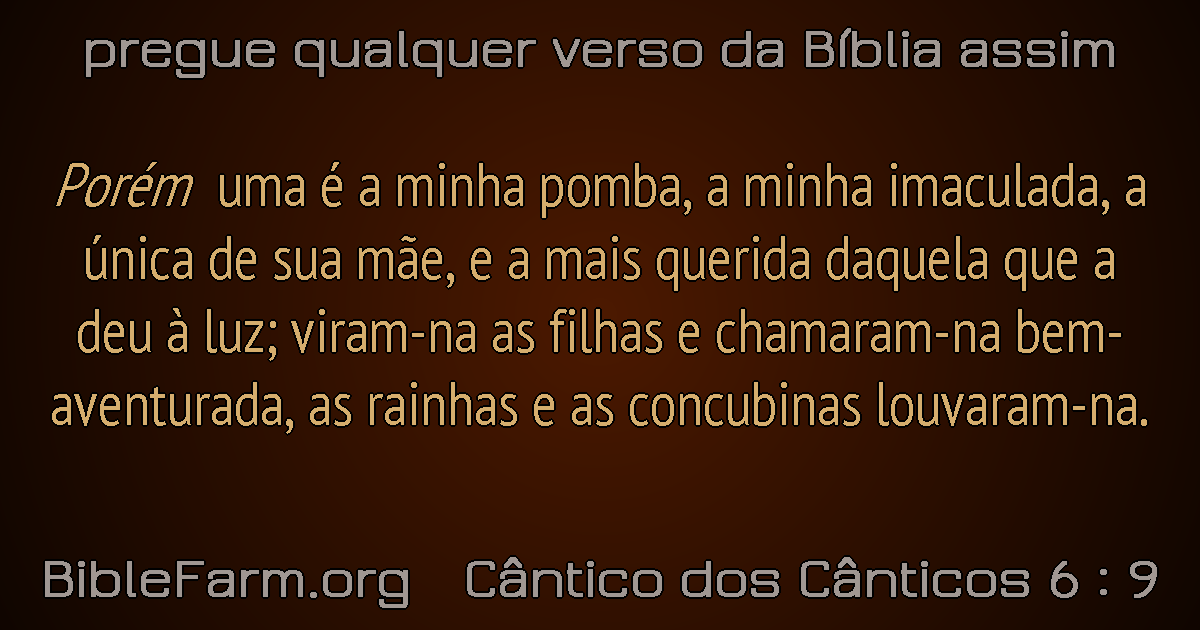 pregue qualquer verso da Bíblia assim
Porém uma é a minha pomba, a minha imaculada, a
única de sua mãe, e a mais querida daquela que a
deu à luz; viram-na as filhas e chamaram-na bem-
aventurada, as rainhas e as concubinas louvaram-na.
BibleFarm.org Cântico dos Cânticos 6 : 9